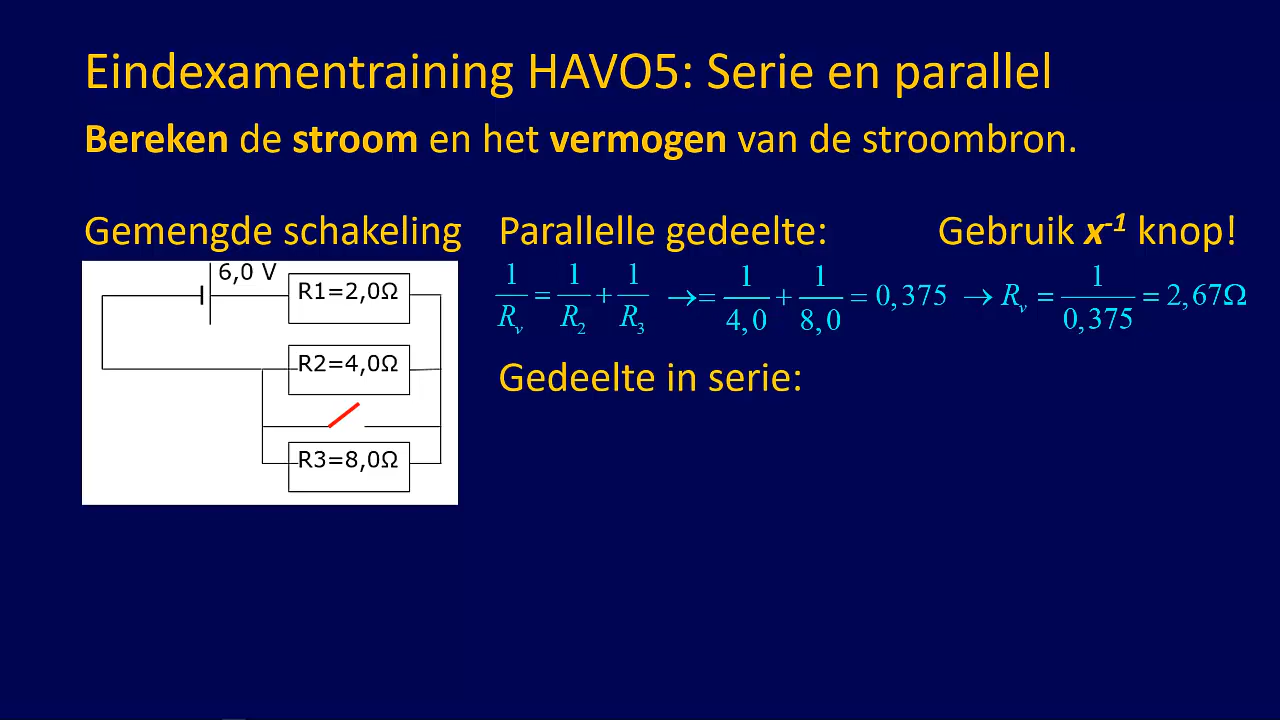 Eindexamentraining HAVO5: Serie en parallel
Bereken de stroom en het vermogen van de stroombron.
Gemengde schakeling
6,0 V
R1=2,0Ω
R2=4,0Ω
R3=8,0Ω
Parallelle gedeelte:
Gebruik x⁻¹ knop!
1/Rᵥ = 1/R₂ + 1/R₃ →= 1/4,0 + 1/8,0 = 0,375 → Rᵥ = 1/0,375 = 2,67Ω
Gedeelte in serie: